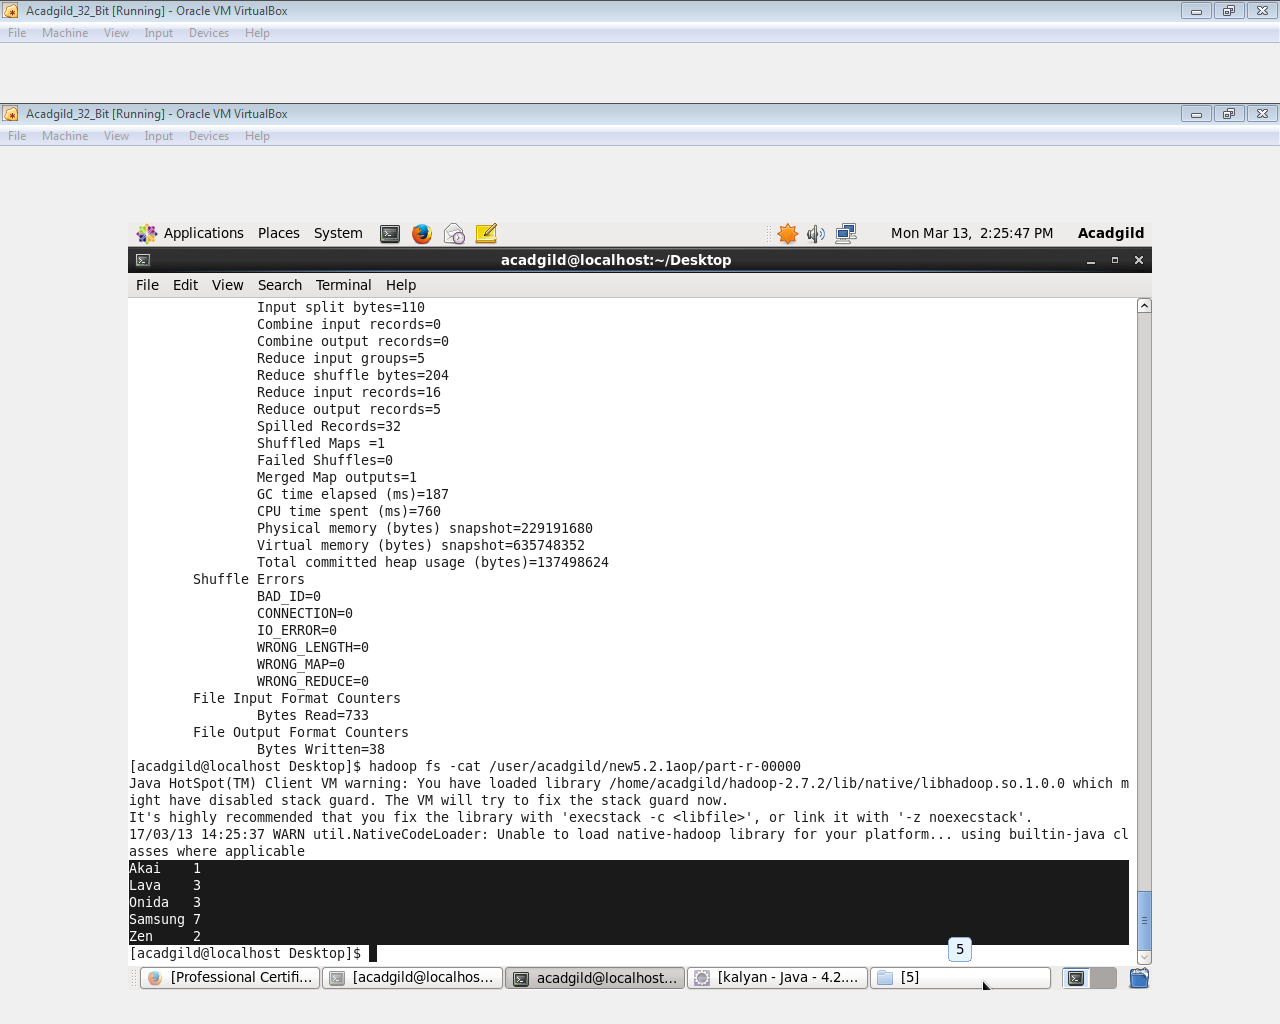 Acadgild_32_Bit [Running] - Oracle VM VirtualBox
File Machine View Input Devices Help
Acadgild_32_Bit [Running] - Oracle VM VirtualBox
File Machine View Input Devices Help
Applications Places System Mon Mar 13, 2:25:47 PM Acadgild
acadgild@localhost:~/Desktop
File Edit View Search Terminal Help
Input split bytes=110
Combine input records=0
Combine output records=0
Reduce input groups=5
Reduce shuffle bytes=204
Reduce input records=16
Reduce output records=5
Spilled Records=32
Shuffled Maps =1
Failed Shuffles=0
Merged Map outputs=1
GC time elapsed (ms)=187
CPU time spent (ms)=760
Physical memory (bytes) snapshot=229191680
Virtual memory (bytes) snapshot=635748352
Total committed heap usage (bytes)=137498624
Shuffle Errors
BAD_ID=0
CONNECTION=0
IO_ERROR=0
WRONG_LENGTH=0
WRONG_MAP=0
WRONG_REDUCE=0
File Input Format Counters
Bytes Read=733
File Output Format Counters
Bytes Written=38
[acadgild@localhost Desktop]$ hadoop fs -cat /user/acadgild/new5.2.1aop/part-r-00000
Java HotSpot(TM) Client VM warning: You have loaded library /home/acadgild/hadoop-2.7.2/lib/native/libhadoop.so.1.0.0 which m
ight have disabled stack guard. The VM will try to fix the stack guard now.
It's highly recommended that you fix the library with 'execstack -c <libfile>', or link it with '-z noexecstack'.
17/03/13 14:25:37 WARN util.NativeCodeLoader: Unable to load native-hadoop library for your platform... using builtin-java cl
asses where applicable
Akai 1
Lava 3
Onida 3
Samsung 7
Zen 2
[acadgild@localhost Desktop]$
5
[Professional Certifi... [acadgild@localhos... acadgild@localhost... [kalyan - Java - 4.2.... [5]